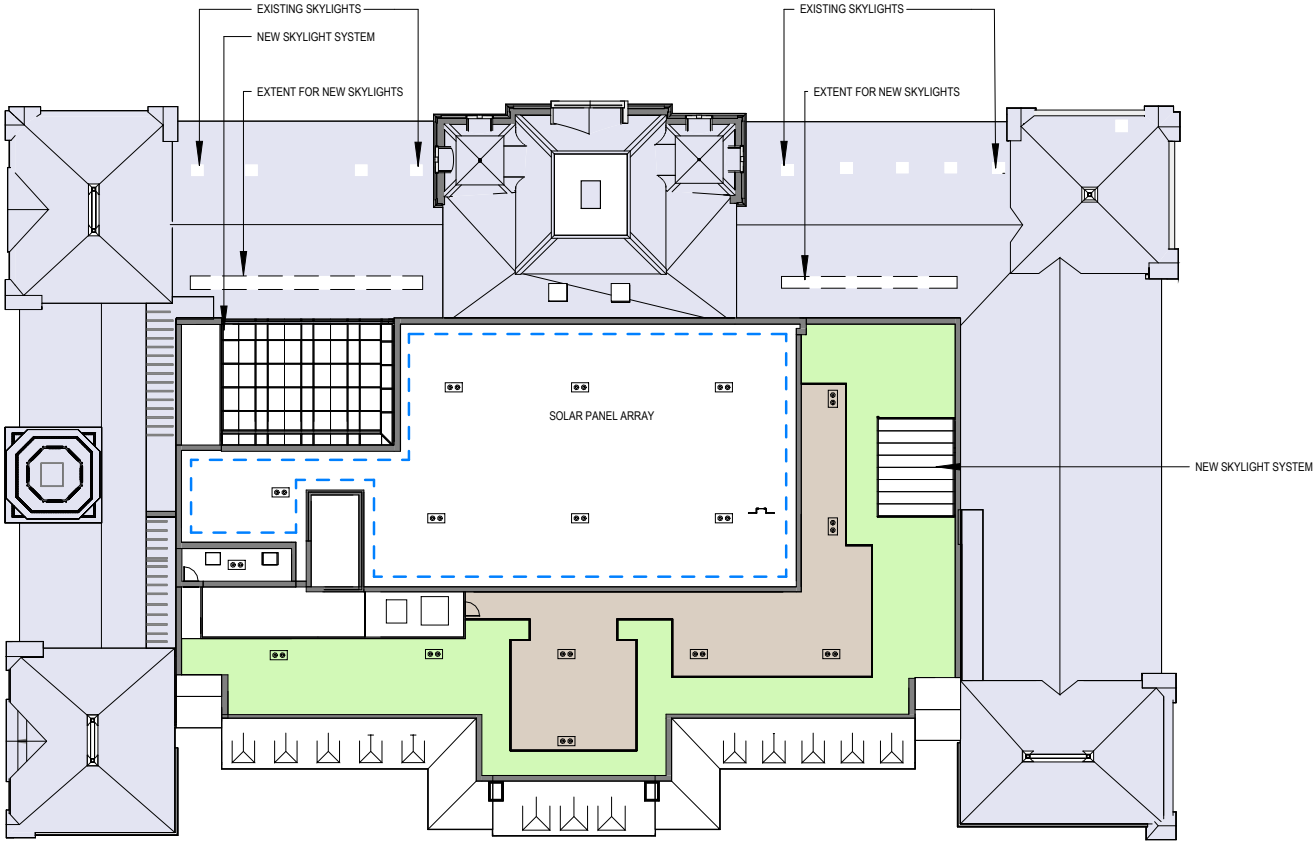 EXISTING SKYLIGHTS
EXISTING SKYLIGHTS
NEW SKYLIGHT SYSTEM
EXTENT FOR NEW SKYLIGHTS
EXTENT FOR NEW SKYLIGHTS
SOLAR PANEL ARRAY
NEW SKYLIGHT SYSTEM